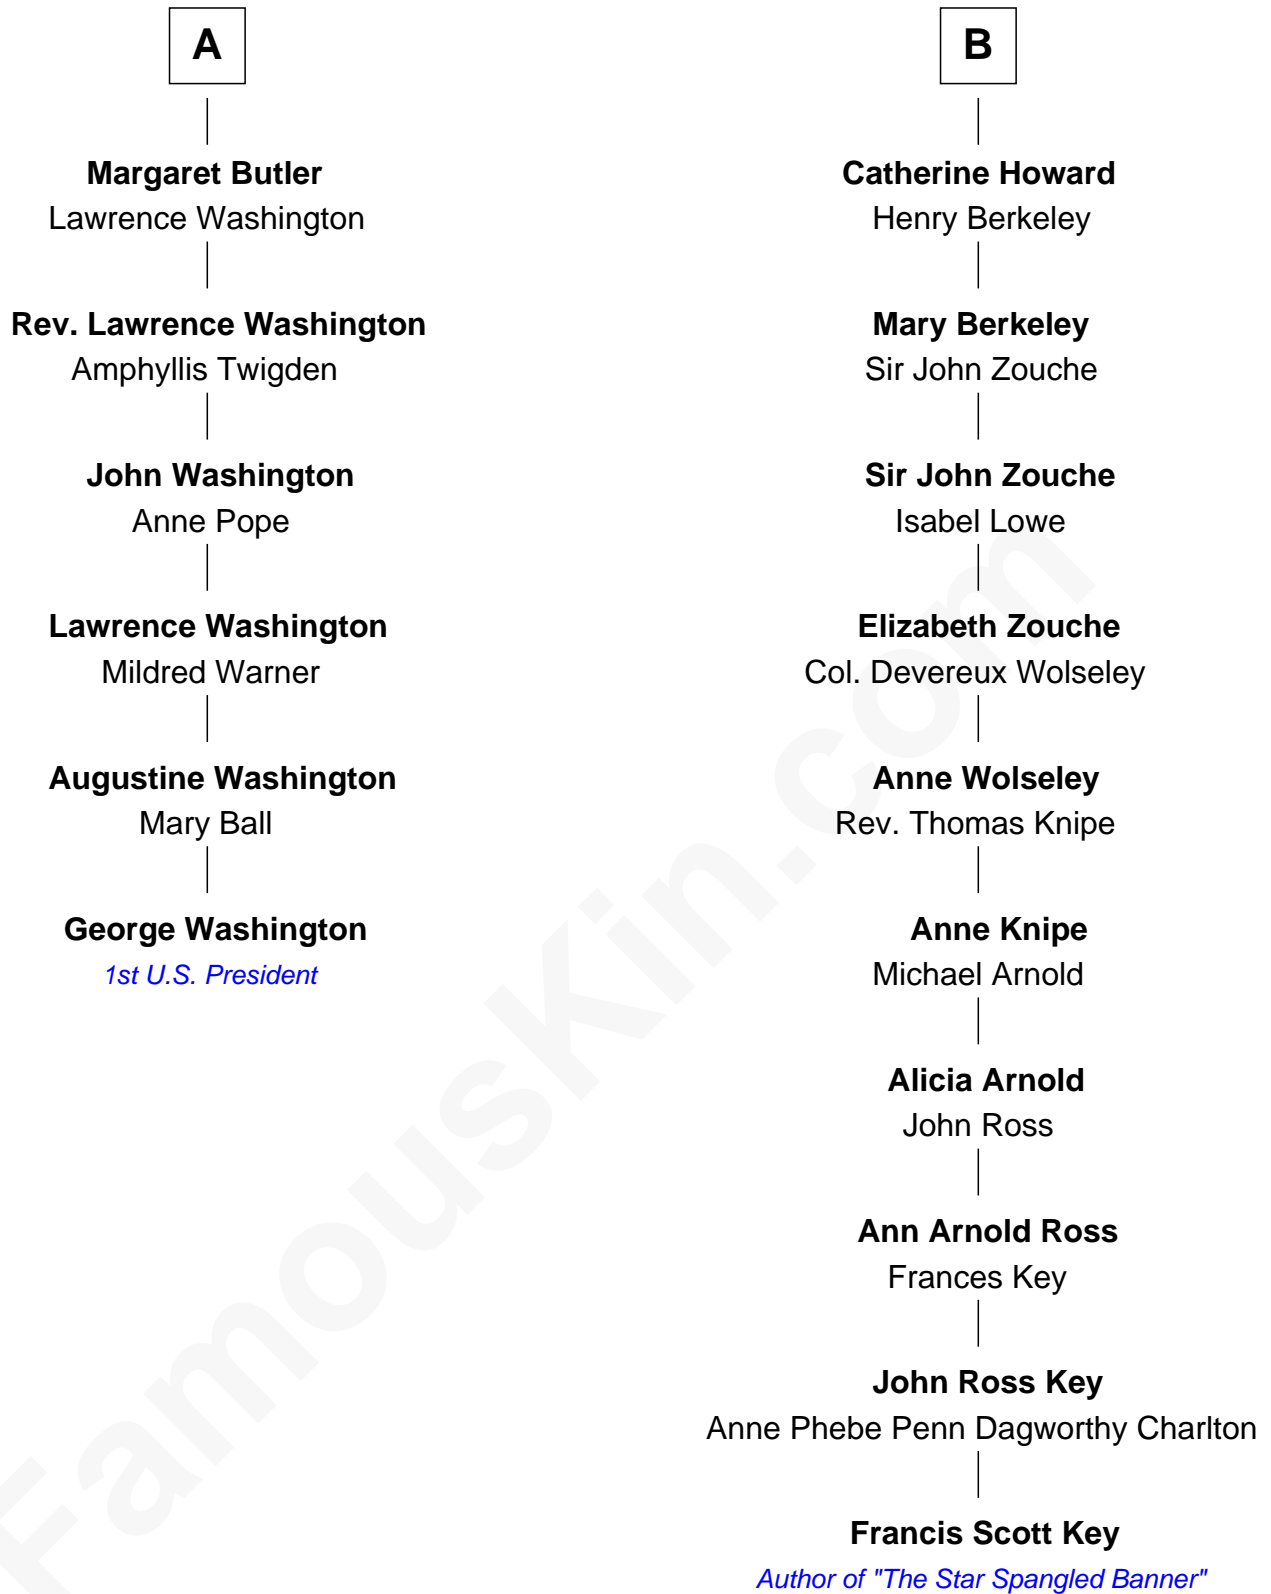 A
Margaret Butler
Lawrence Washington
Rev. Lawrence Washington
Amphyllis Twigden
John Washington
Anne Pope
Lawrence Washington
Mildred Warner
Augustine Washington
Mary Ball
George Washington
1st U.S. President
B
Catherine Howard
Henry Berkeley
Mary Berkeley
Sir John Zouche
Sir John Zouche
Isabel Lowe
Elizabeth Zouche
Col. Devereux Wolseley
Anne Wolseley
Rev. Thomas Knipe
Anne Knipe
Michael Arnold
Alicia Arnold
John Ross
Ann Arnold Ross
Frances Key
John Ross Key
Anne Phebe Penn Dagworthy Charlton
Francis Scott Key
Author of "The Star Spangled Banner"
FamousKin.com